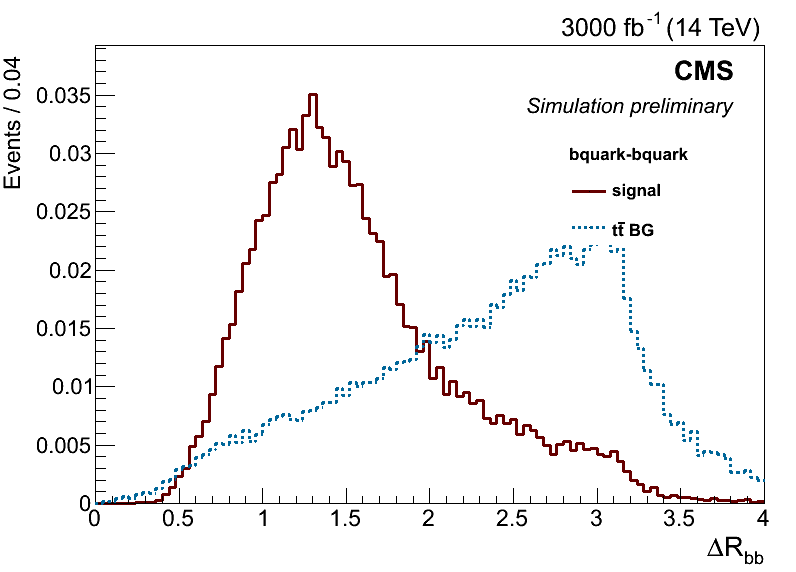 3000 fb⁻¹ (14 TeV)
Events / 0.04
CMS
Simulation preliminary
bquark-bquark
signal
tt̄ BG
0.035
0.03
0.025
0.02
0.015
0.01
0.005
0
0 0.5 1 1.5 2 2.5 3 3.5 4
ΔR_bb